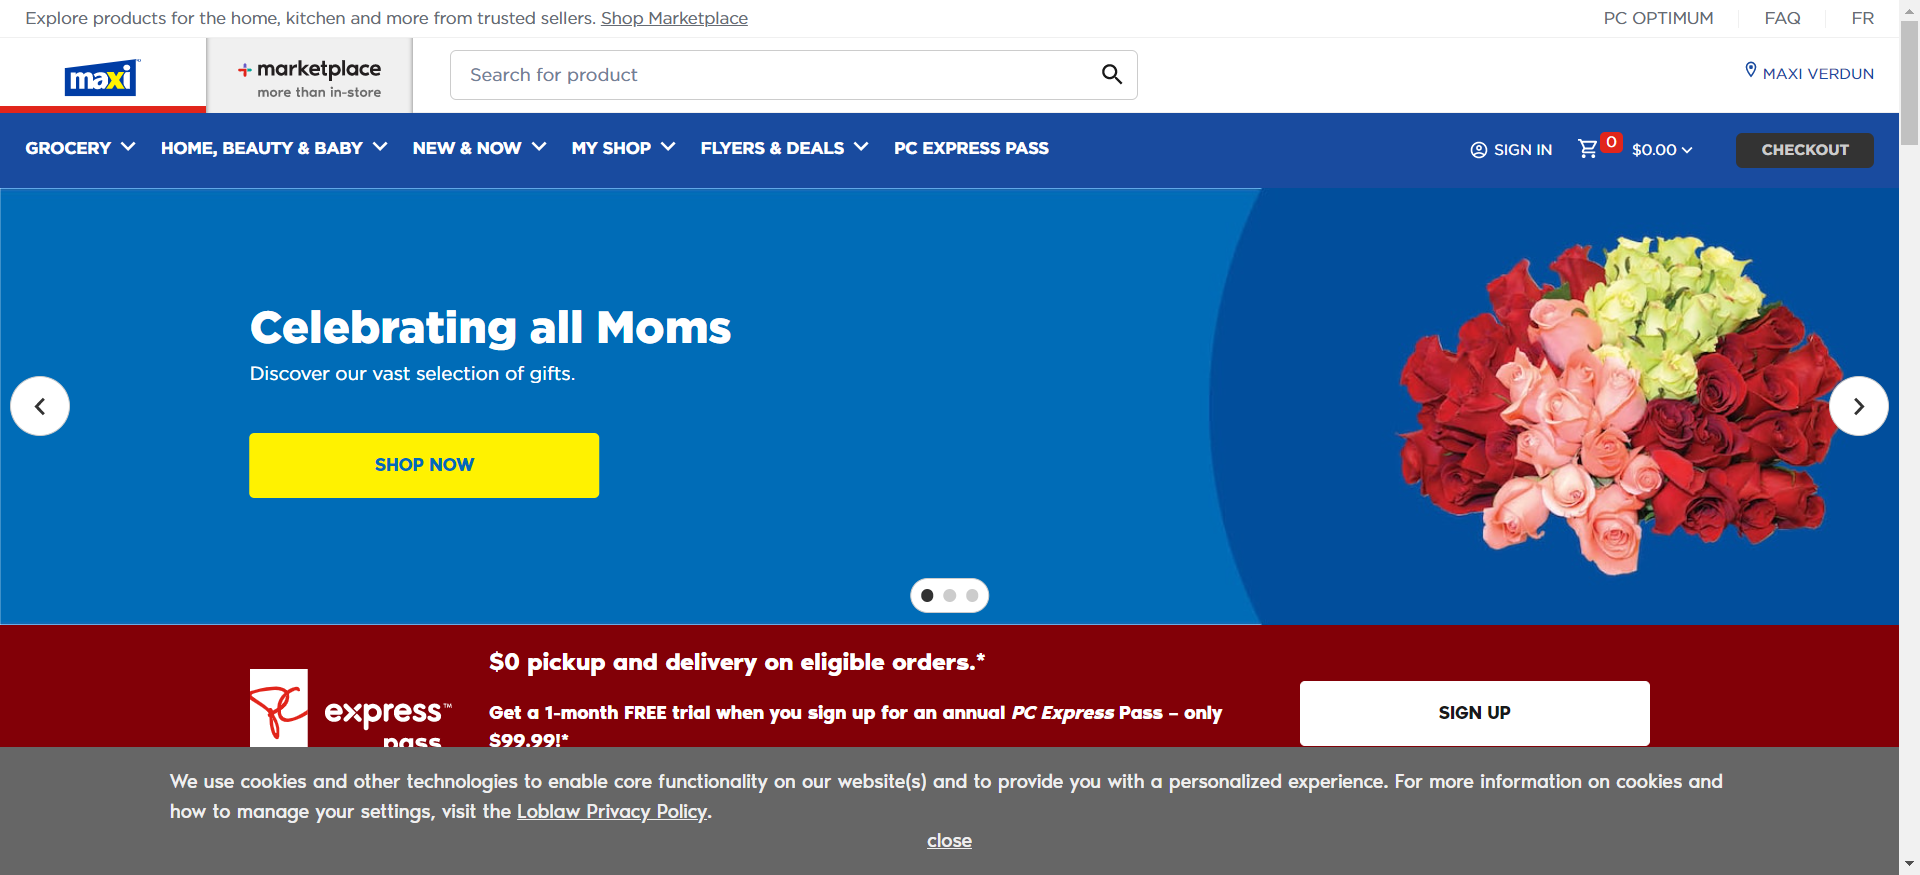 Explore products for the home, kitchen and more from trusted sellers. Shop Marketplace
PC OPTIMUM
FAQ
FR
maxi
marketplace
more than in-store
Search for product
MAXI VERDUN
GROCERY
HOME, BEAUTY & BABY
NEW & NOW
MY SHOP
FLYERS & DEALS
PC EXPRESS PASS
SIGN IN
0
$0.00
CHECKOUT
Celebrating all Moms
Discover our vast selection of gifts.
SHOP NOW
PC
express™
pass
$0 pickup and delivery on eligible orders.*
Get a 1-month FREE trial when you sign up for an annual PC Express Pass – only
$99.99!*
SIGN UP
We use cookies and other technologies to enable core functionality on our website(s) and to provide you with a personalized experience. For more information on cookies and
how to manage your settings, visit the Loblaw Privacy Policy.
close